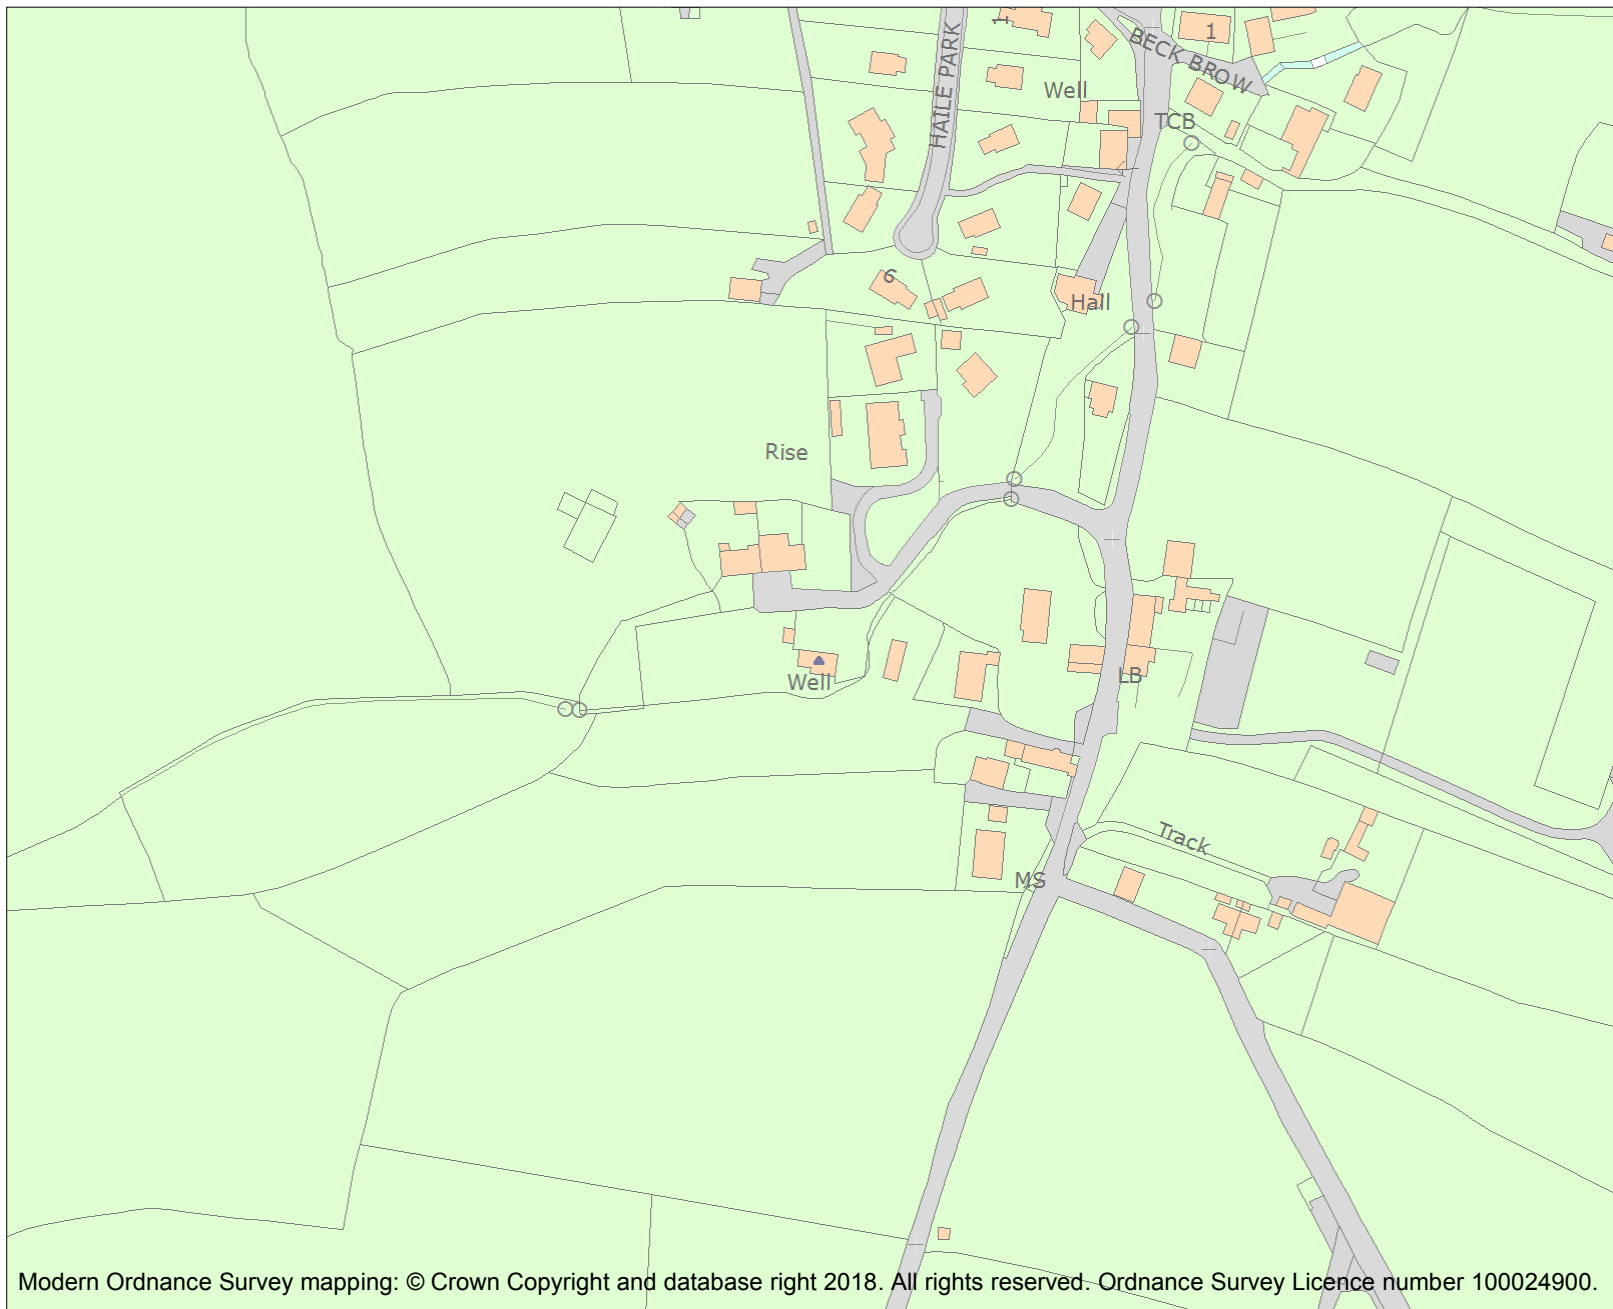 HAILE PARK
1
1
BECK BROW
Well
TCB
6
Hall
Rise
Well
LB
Track
MS
Modern Ordnance Survey mapping: © Crown Copyright and database right 2018. All rights reserved. Ordnance Survey Licence number 100024900.